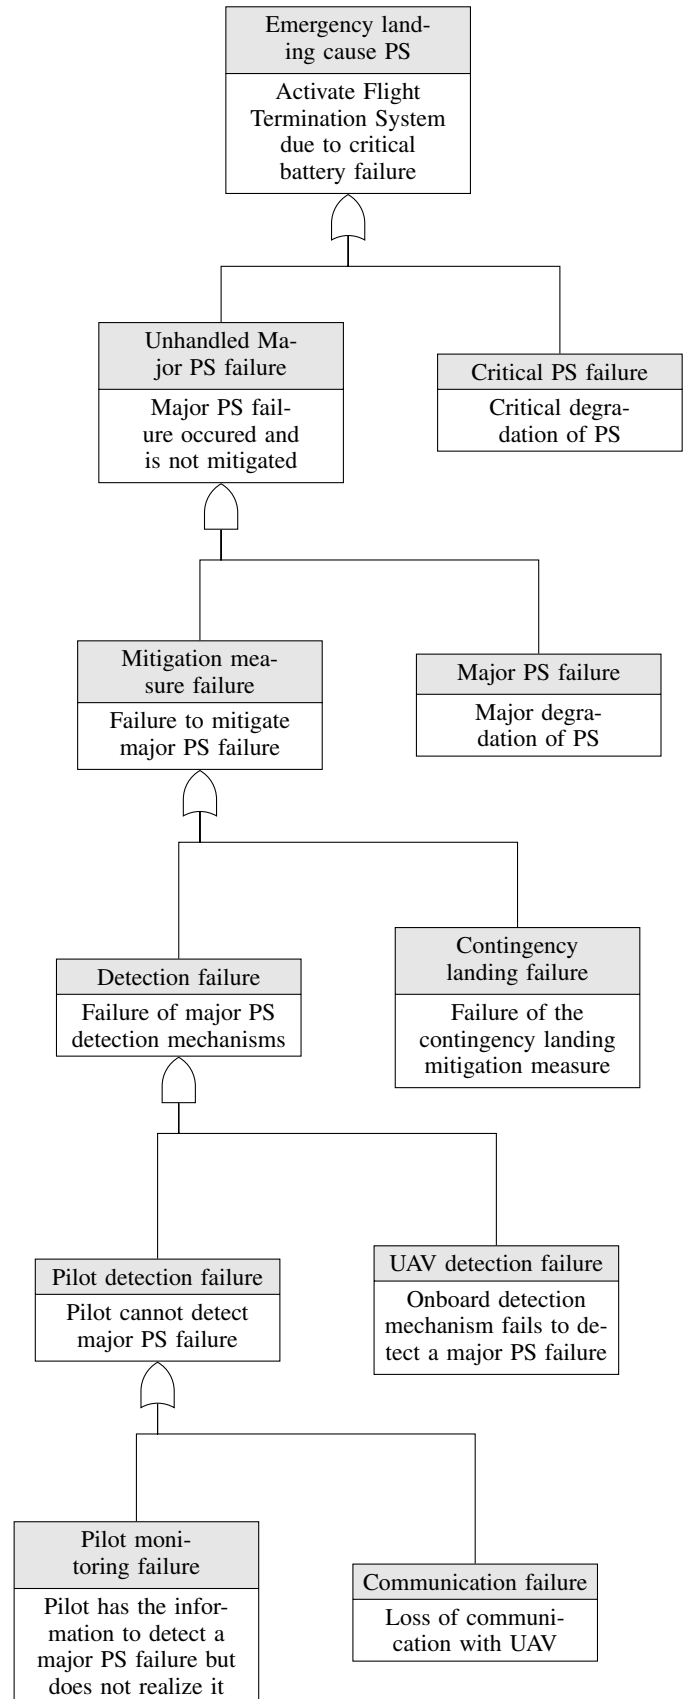 Emergency land-
ing cause PS
Activate Flight
Termination System
due to critical
battery failure
Unhandled Ma-
jor PS failure
Major PS fail-
ure occured and
is not mitigated
Critical PS failure
Critical degra-
dation of PS
Mitigation mea-
sure failure
Failure to mitigate
major PS failure
Major PS failure
Major degra-
dation of PS
Detection failure
Failure of major PS
detection mechanisms
Contingency
landing failure
Failure of the
contingency landing
mitigation measure
Pilot detection failure
Pilot cannot detect
major PS failure
UAV detection failure
Onboard detection
mechanism fails to de-
tect a major PS failure
Pilot moni-
toring failure
Pilot has the infor-
mation to detect a
major PS failure but
does not realize it
Communication failure
Loss of communi-
cation with UAV